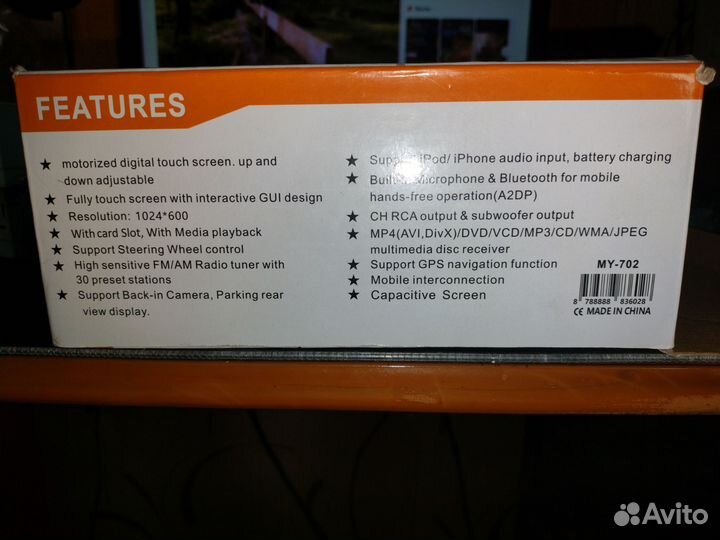 FEATURES
★ motorized digital touch screen. up and
down adjustable
★ Fully touch screen with interactive GUI design
★ Resolution: 1024*600
★ With card Slot, With Media playback
★ Support Steering Wheel control
★ High sensitive FM/AM Radio tuner with
30 preset stations
★ Support Back-in Camera, Parking rear
view display.
★ iPod/ iPhone audio input, battery charging
★ Microphone & Bluetooth for mobile
hands-free operation(A2DP)
★ CH RCA output & subwoofer output
★ MP4(AVI,DivX)/DVD/VCD/MP3/CD/WMA/JPEG
multimedia disc receiver
★ Support GPS navigation function
★ Mobile interconnection
★ Capacitive Screen
MY-702
8 788888 836028
CE MADE IN CHINA
Avito